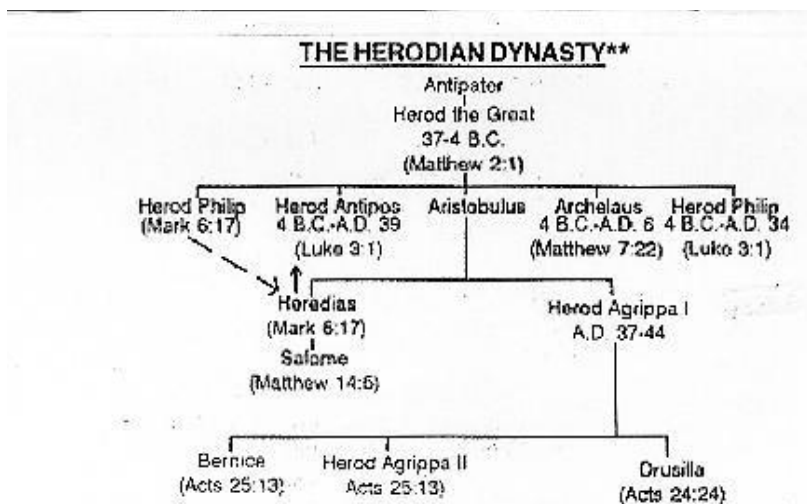 THE HERODIAN DYNASTY**
Antipater
Herod the Great
37-4 B.C.
(Matthew 2:1)
Herod Philip Herod Antipos Aristobulus Archelaus Herod Philip
(Mark 6:17) 4 B.C.-A.D. 39 4 B.C.-A.D. 6 4 B.C.-A.D. 34
(Luke 3:1) (Matthew 7:22) (Luke 3:1)
Heredias Herod Agrippa I
(Mark 6:17) A.D. 37-44
Salome
(Matthew 14:6)
Bernice Herod Agrippa II Drusilla
(Acts 25:13) Acts 25:13) (Acts 24:24)